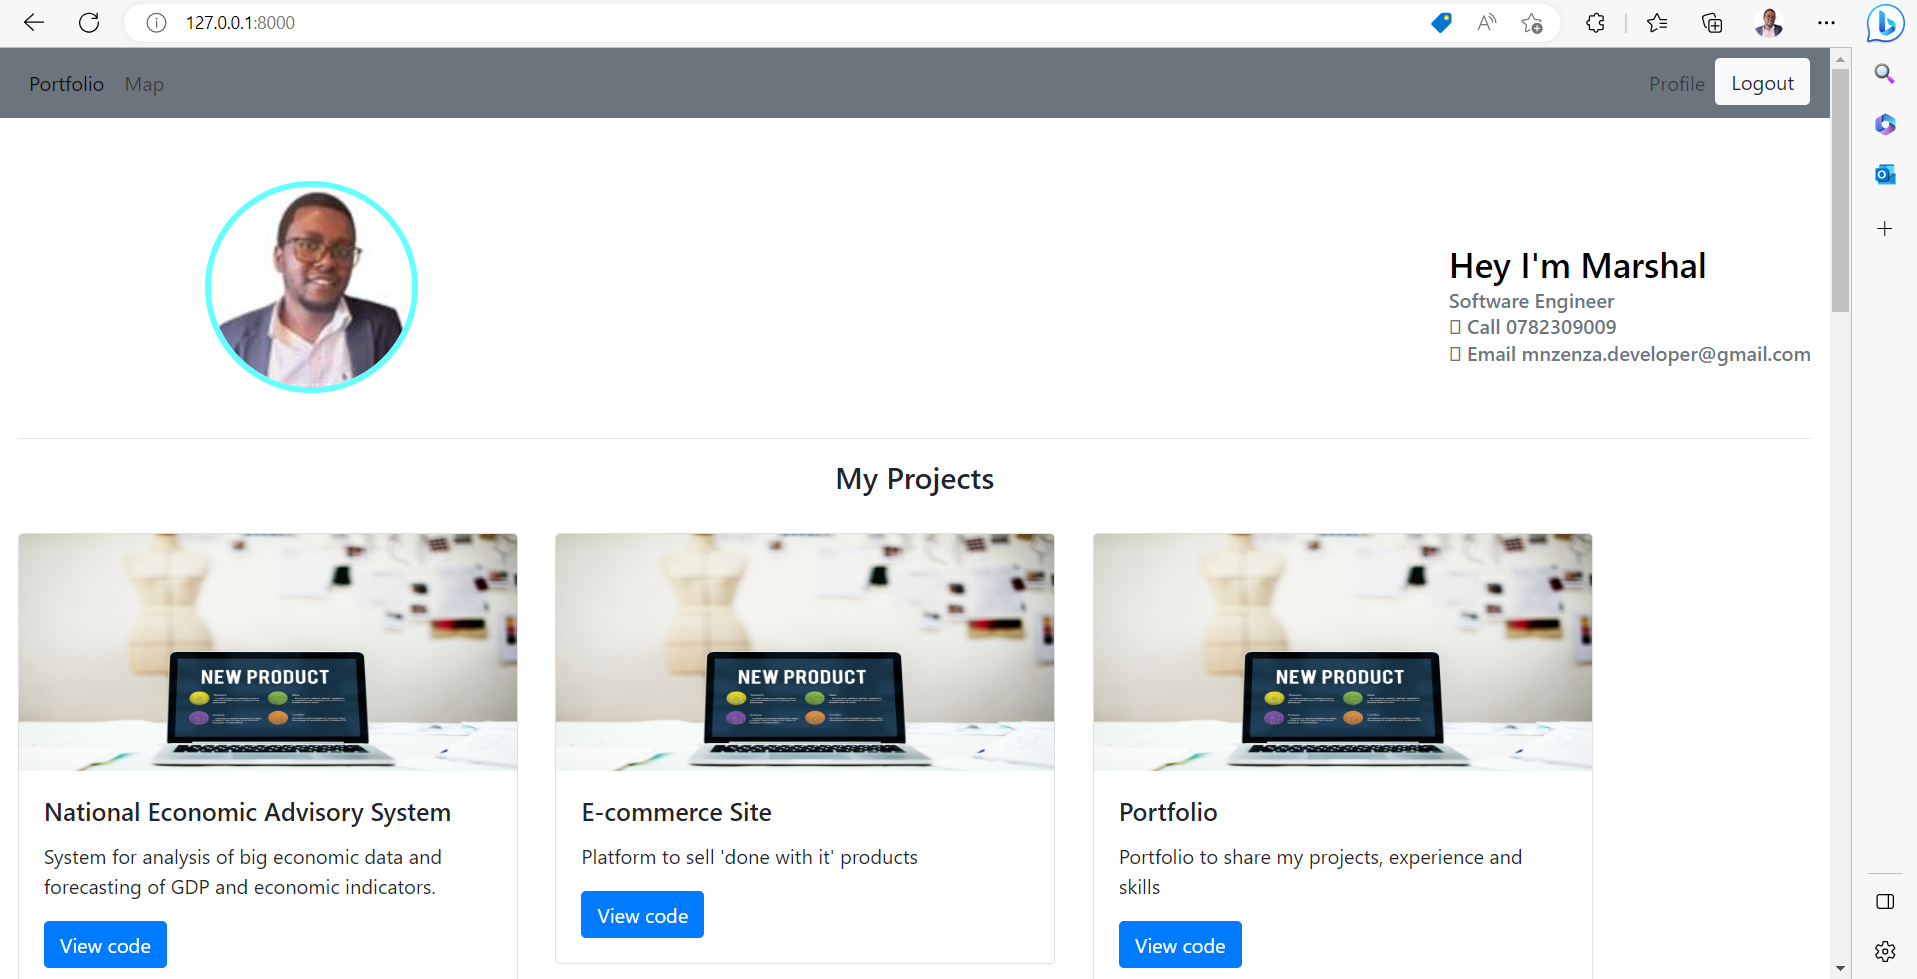 127.0.0.1:8000
Portfolio Map Profile Logout
Hey I'm Marshal
Software Engineer
Call 0782309009
Email mnzenza.developer@gmail.com
My Projects
NEW PRODUCT
NEW PRODUCT
NEW PRODUCT
National Economic Advisory System
System for analysis of big economic data and
forecasting of GDP and economic indicators.
View code
E-commerce Site
Platform to sell 'done with it' products
View code
Portfolio
Portfolio to share my projects, experience and
skills
View code